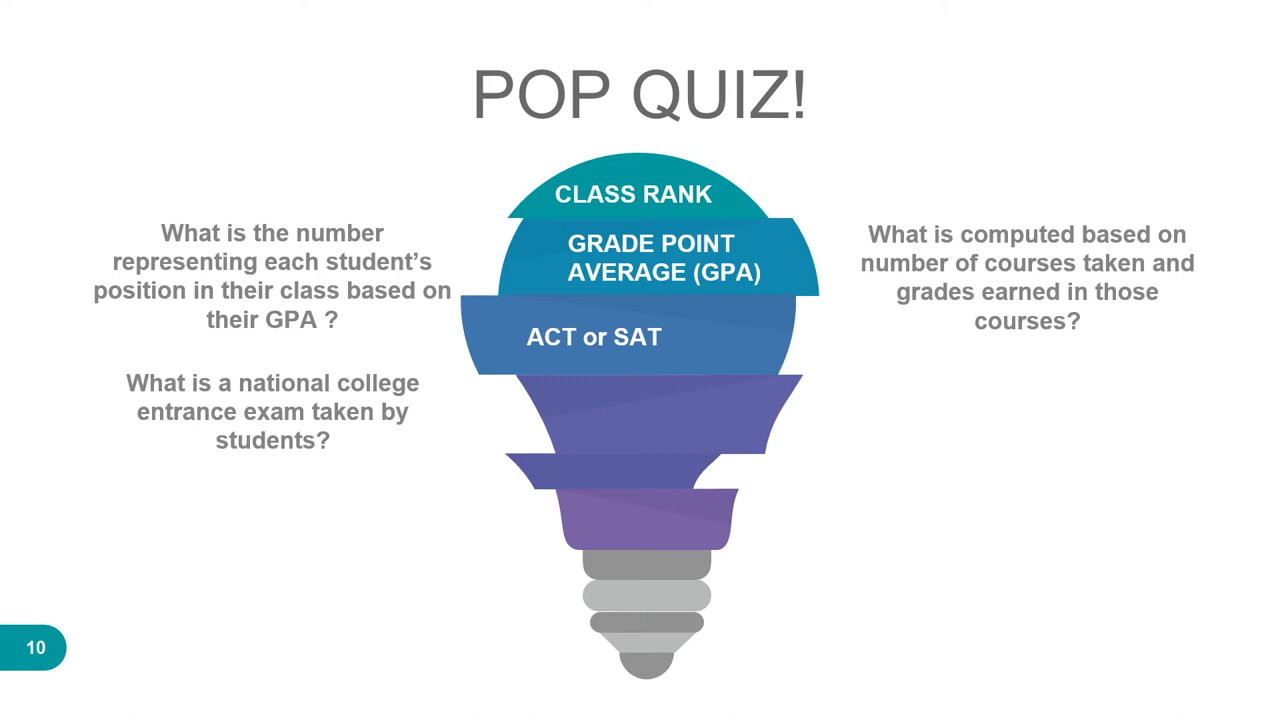 POP QUIZ!
CLASS RANK
What is the number
representing each student’s
position in their class based on
their GPA ?
GRADE POINT
AVERAGE (GPA)
What is computed based on
number of courses taken and
grades earned in those
courses?
ACT or SAT
What is a national college
entrance exam taken by
students?
10